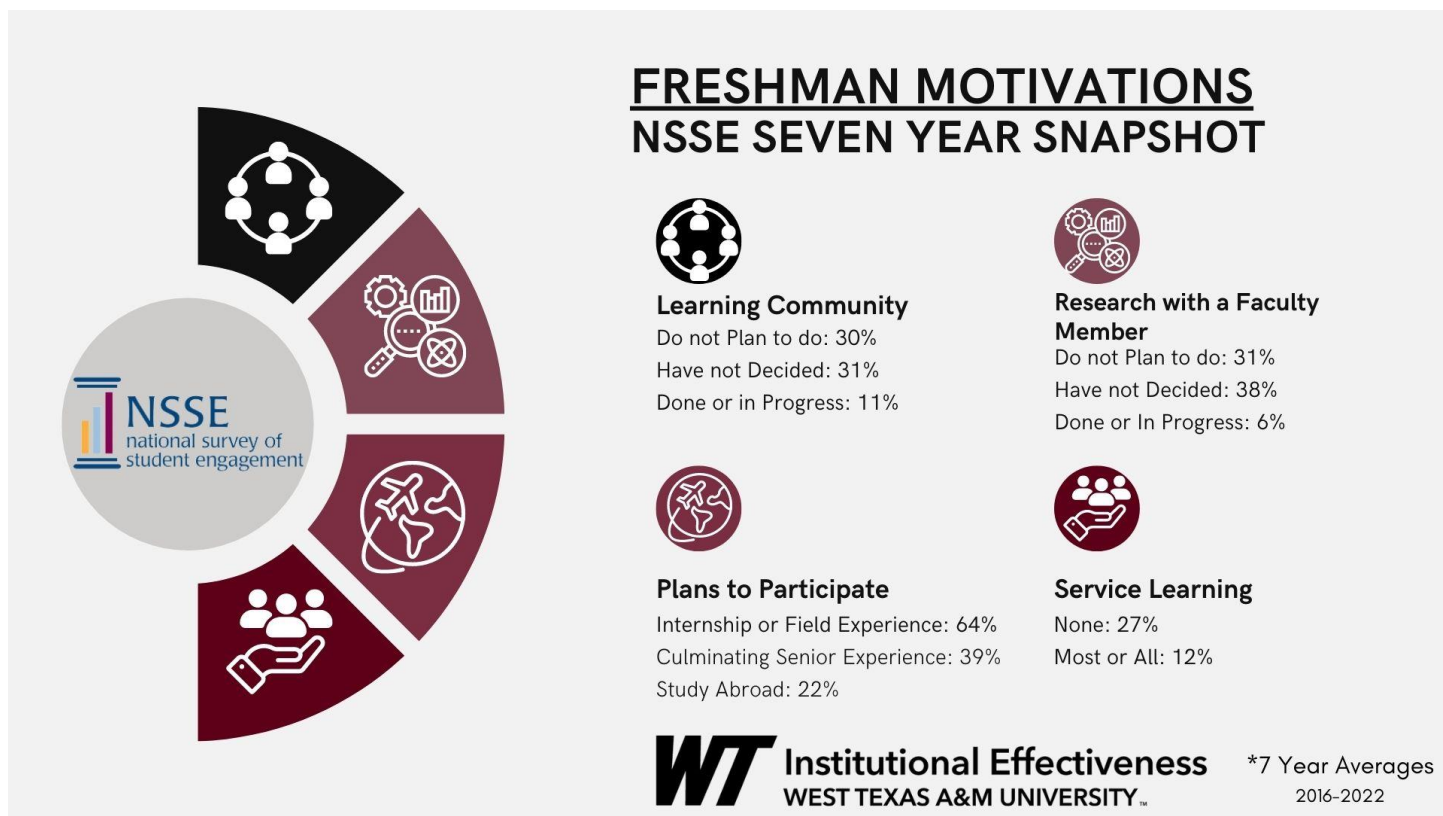 FRESHMAN MOTIVATIONS
NSSE SEVEN YEAR SNAPSHOT
NSSE
national survey of
student engagement
Learning Community
Do not Plan to do: 30%
Have not Decided: 31%
Done or in Progress: 11%
Research with a Faculty
Member
Do not Plan to do: 31%
Have not Decided: 38%
Done or In Progress: 6%
Plans to Participate
Internship or Field Experience: 64%
Culminating Senior Experience: 39%
Study Abroad: 22%
Service Learning
None: 27%
Most or All: 12%
WT Institutional Effectiveness
WEST TEXAS A&M UNIVERSITY™
*7 Year Averages
2016-2022